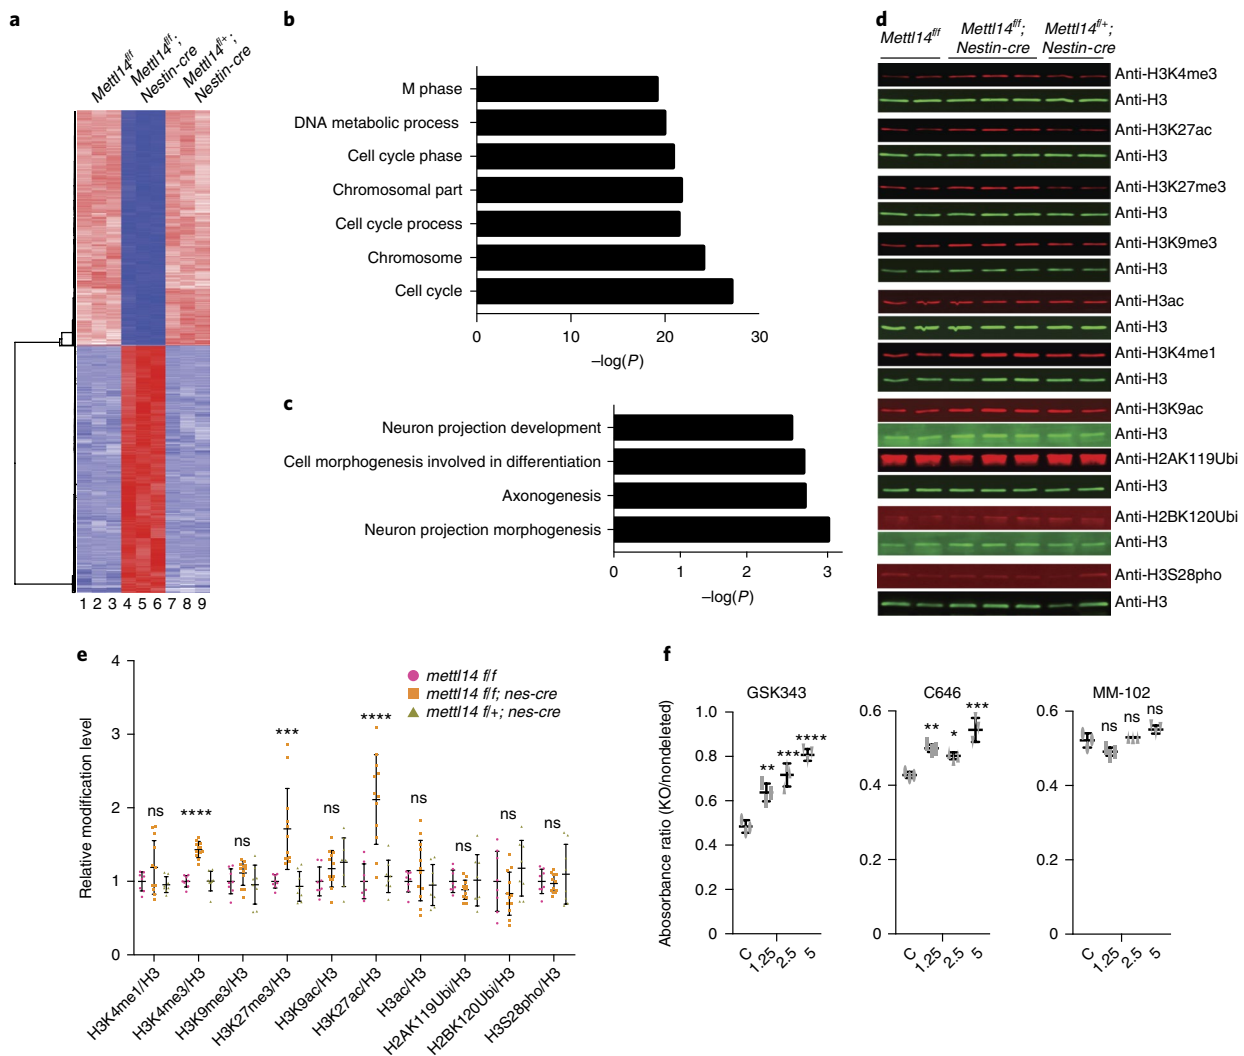 a
Mettl14f/f
Mettl14f/f;
Nestin-cre
Mettl14f/+;
Nestin-cre
1 2 3 4 5 6 7 8 9
b
M phase
DNA metabolic process
Cell cycle phase
Chromosomal part
Cell cycle process
Chromosome
Cell cycle
0 10 20 30
–log(P)
c
Neuron projection development
Cell morphogenesis involved in differentiation
Axonogenesis
Neuron projection morphogenesis
0 1 2 3
–log(P)
d
Mettl14f/f
Mettl14f/f;
Nestin-cre
Mettl14f/+;
Nestin-cre
Anti-H3K4me3
Anti-H3
Anti-H3K27ac
Anti-H3
Anti-H3K27me3
Anti-H3
Anti-H3K9me3
Anti-H3
Anti-H3ac
Anti-H3
Anti-H3K4me1
Anti-H3
Anti-H3K9ac
Anti-H3
Anti-H2AK119Ubi
Anti-H3
Anti-H2BK120Ubi
Anti-H3
Anti-H3S28pho
Anti-H3
e
Relative modification level
4
3
2
1
0
mettl14 f/f
mettl14 f/f; nes-cre
mettl14 f/+; nes-cre
ns
****
ns
***
ns
****
ns
ns
ns
ns
H3K4me1/H3
H3K4me3/H3
H3K9me3/H3
H3K27me3/H3
H3K9ac/H3
H3K27ac/H3
H3ac/H3
H2AK119Ubi/H3
H2BK120Ubi/H3
H3S28pho/H3
f
Abosorbance ratio (KO/nondeleted)
GSK343
1.0
0.8
0.6
0.4
0.2
0
** *** ****
C 1.25 2.5 5
C646
0.6
0.4
0.2
0
** * ***
C 1.25 2.5 5
MM-102
0.6
0.4
0.2
0
ns ns ns
C 1.25 2.5 5